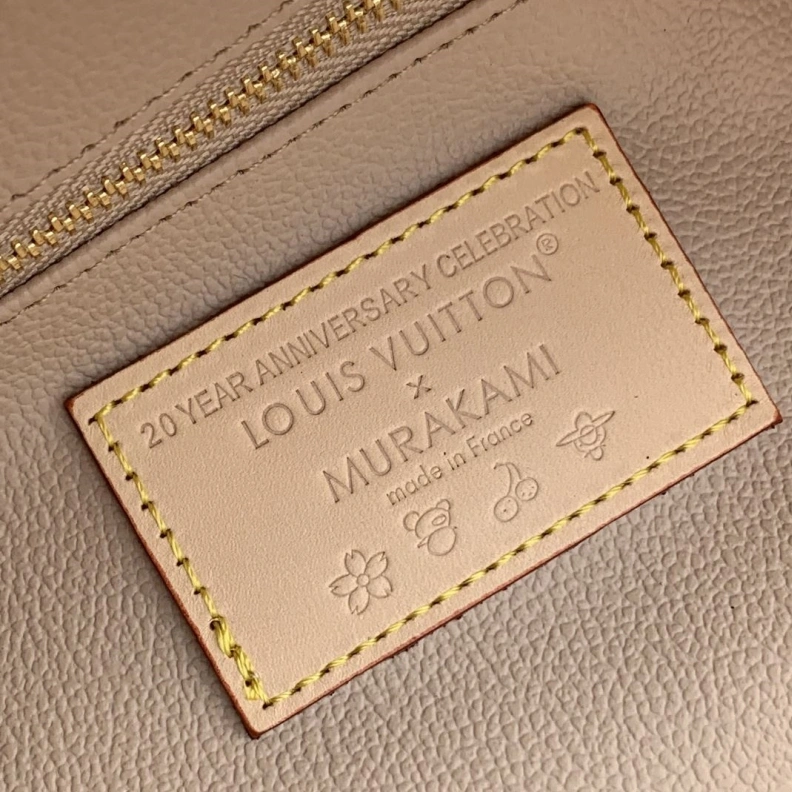 20 YEAR ANNIVERSARY CELEBRATION
LOUIS VUITTON®
×
MURAKAMI
made in France